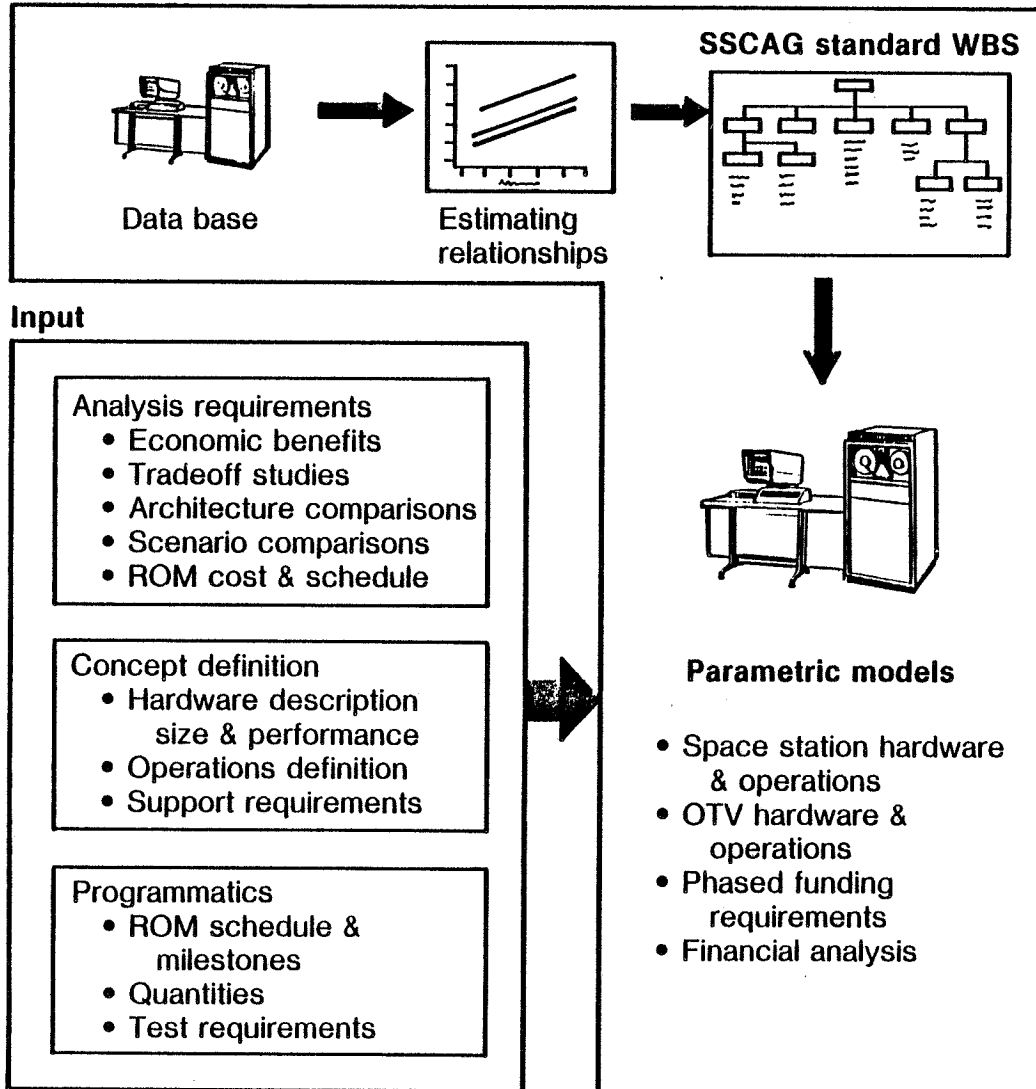 SSCAG standard WBS
Data base
Estimating
relationships
Input
Analysis requirements
• Economic benefits
• Tradeoff studies
• Architecture comparisons
• Scenario comparisons
• ROM cost & schedule
Concept definition
• Hardware description
size & performance
• Operations definition
• Support requirements
Programmatics
• ROM schedule &
milestones
• Quantities
• Test requirements
Parametric models
• Space station hardware
& operations
• OTV hardware &
operations
• Phased funding
requirements
• Financial analysis